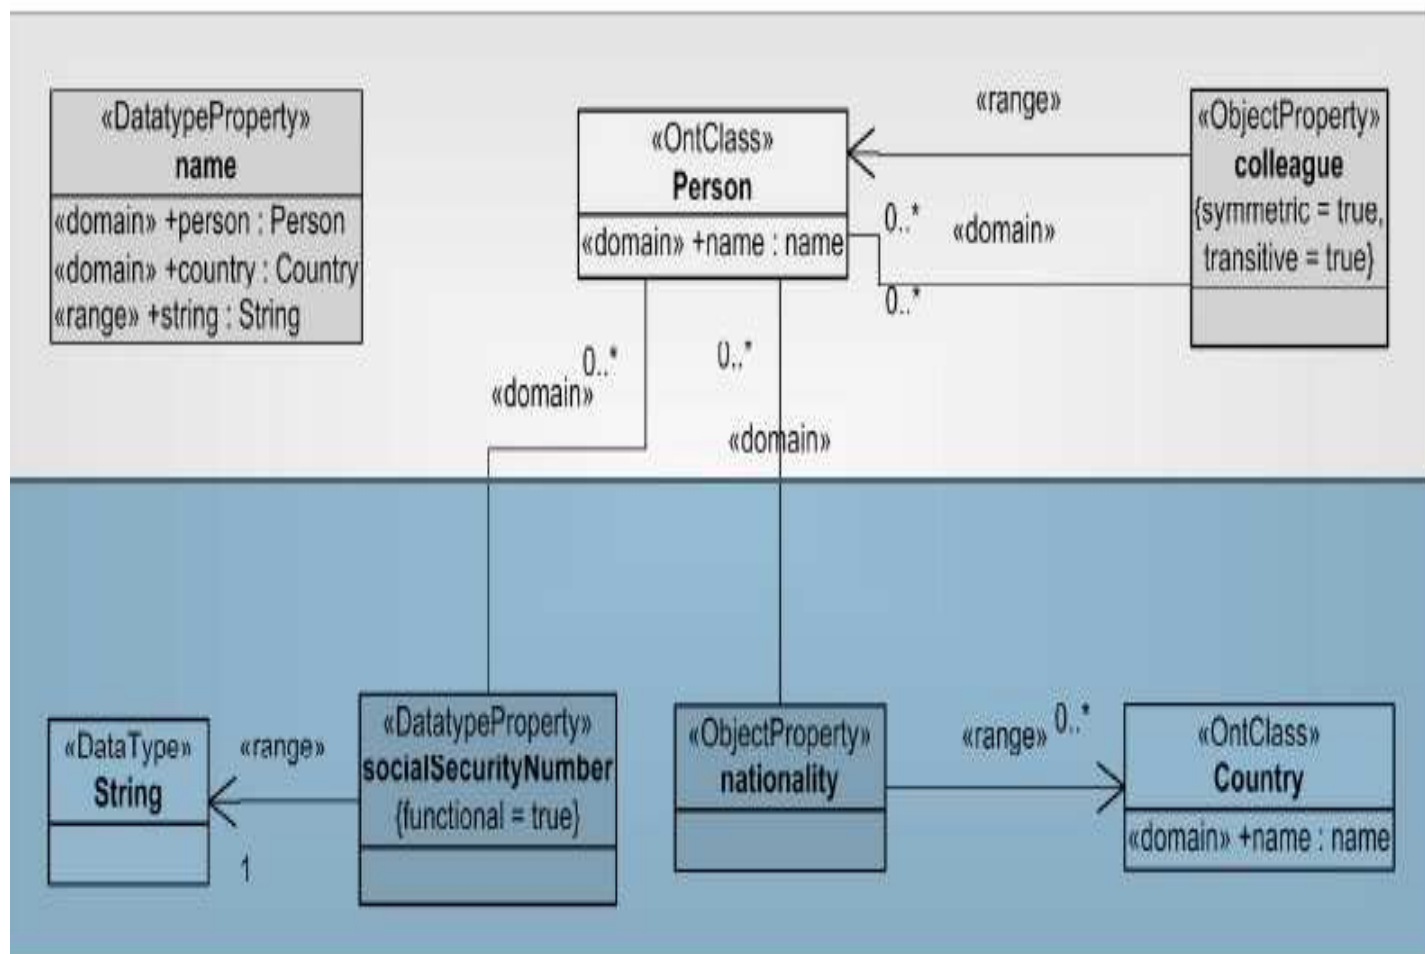 «DatatypeProperty»
name
«domain» +person : Person
«domain» +country : Country
«range» +string : String
«OntClass»
Person
«domain» +name : name
«range»
0..*
«domain»
0..*
«ObjectProperty»
colleague
{symmetric = true,
transitive = true}
0..*
«domain»
0..*
«domain»
«DataType»
String
«range»
1
«DatatypeProperty»
socialSecurityNumber
{functional = true}
«ObjectProperty»
nationality
«range»
0..*
«OntClass»
Country
«domain» +name : name